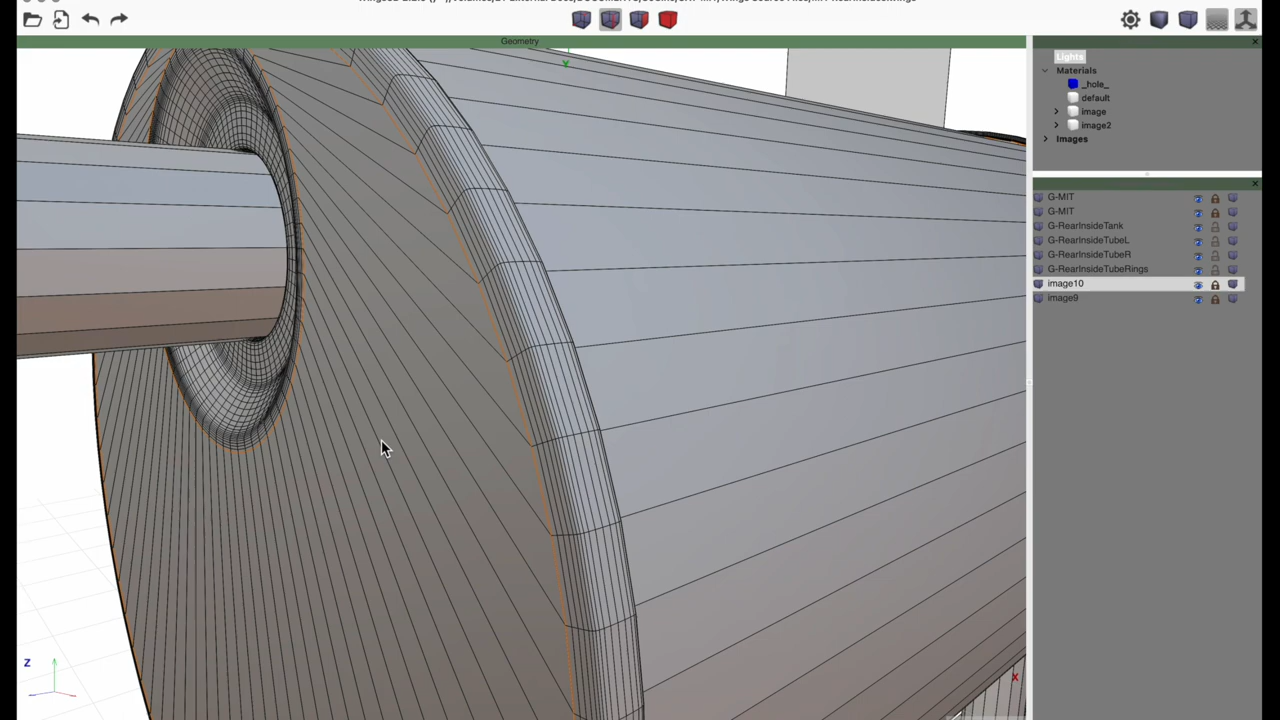 Geometry
y
Lights
Materials
_hole_
default
image
image2
Images
G-MIT
G-MIT
G-RearInsideTank
G-RearInsideTubeL
G-RearInsideTubeR
G-RearInsideTubeRings
image10
image9
Z
X